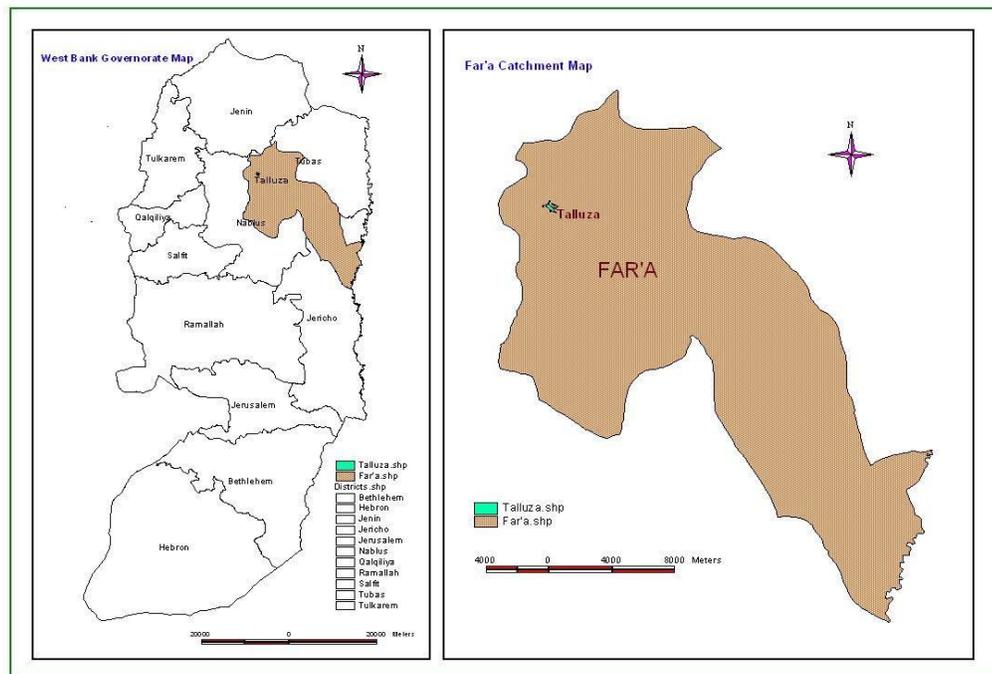 West Bank Governorate Map
N
Jenin
Tulkarem
Tubas
Talluza
Qalqiliya
Nablus
Salfit
Ramallah
Jericho
Jerusalem
Bethlehem
Hebron
Talluza.shp
Far'a.shp
Districts.shp
Bethlehem
Hebron
Jenin
Jericho
Jerusalem
Nablus
Qalqiliya
Ramallah
Salfit
Tubas
Tulkarem
20000 0 20000 Meters
Far'a Catchment Map
N
Talluza
FAR'A
Talluza.shp
Far'a.shp
4000 0 4000 8000 Meters